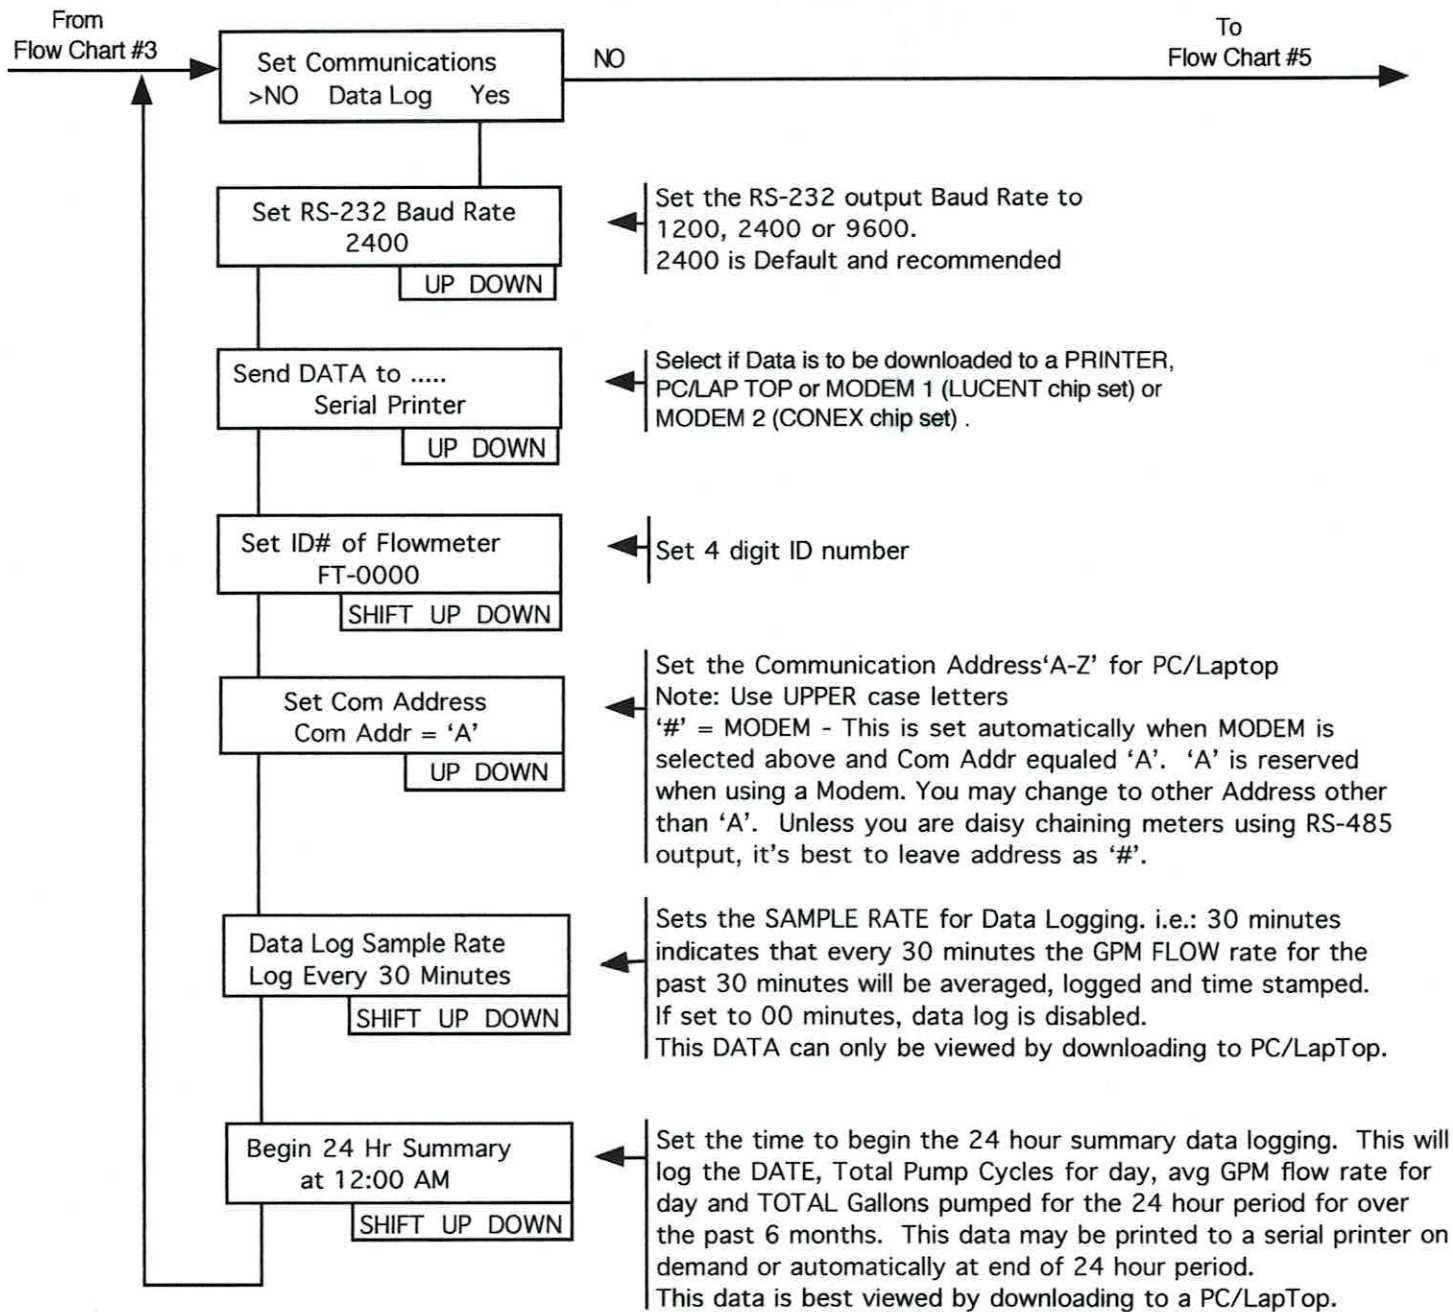 From
Flow Chart #3
To
Flow Chart #5
Set Communications
>NO Data Log Yes
NO
Set RS-232 Baud Rate
2400
UP DOWN
Set the RS-232 output Baud Rate to
1200, 2400 or 9600.
2400 is Default and recommended
Send DATA to .....
Serial Printer
UP DOWN
Select if Data is to be downloaded to a PRINTER,
PC/LAP TOP or MODEM 1 (LUCENT chip set) or
MODEM 2 (CONEX chip set) .
Set ID# of Flowmeter
FT-0000
SHIFT UP DOWN
Set 4 digit ID number
Set Com Address
Com Addr = ‘A’
UP DOWN
Set the Communication Address‘A-Z’ for PC/Laptop
Note: Use UPPER case letters
‘#’ = MODEM - This is set automatically when MODEM is
selected above and Com Addr equaled ‘A’. ‘A’ is reserved
when using a Modem. You may change to other Address other
than ‘A’. Unless you are daisy chaining meters using RS-485
output, it’s best to leave address as ‘#’.
Data Log Sample Rate
Log Every 30 Minutes
SHIFT UP DOWN
Sets the SAMPLE RATE for Data Logging. i.e.: 30 minutes
indicates that every 30 minutes the GPM FLOW rate for the
past 30 minutes will be averaged, logged and time stamped.
If set to 00 minutes, data log is disabled.
This DATA can only be viewed by downloading to PC/LapTop.
Begin 24 Hr Summary
at 12:00 AM
SHIFT UP DOWN
Set the time to begin the 24 hour summary data logging. This will
log the DATE, Total Pump Cycles for day, avg GPM flow rate for
day and TOTAL Gallons pumped for the 24 hour period for over
the past 6 months. This data may be printed to a serial printer on
demand or automatically at end of 24 hour period.
This data is best viewed by downloading to a PC/LapTop.